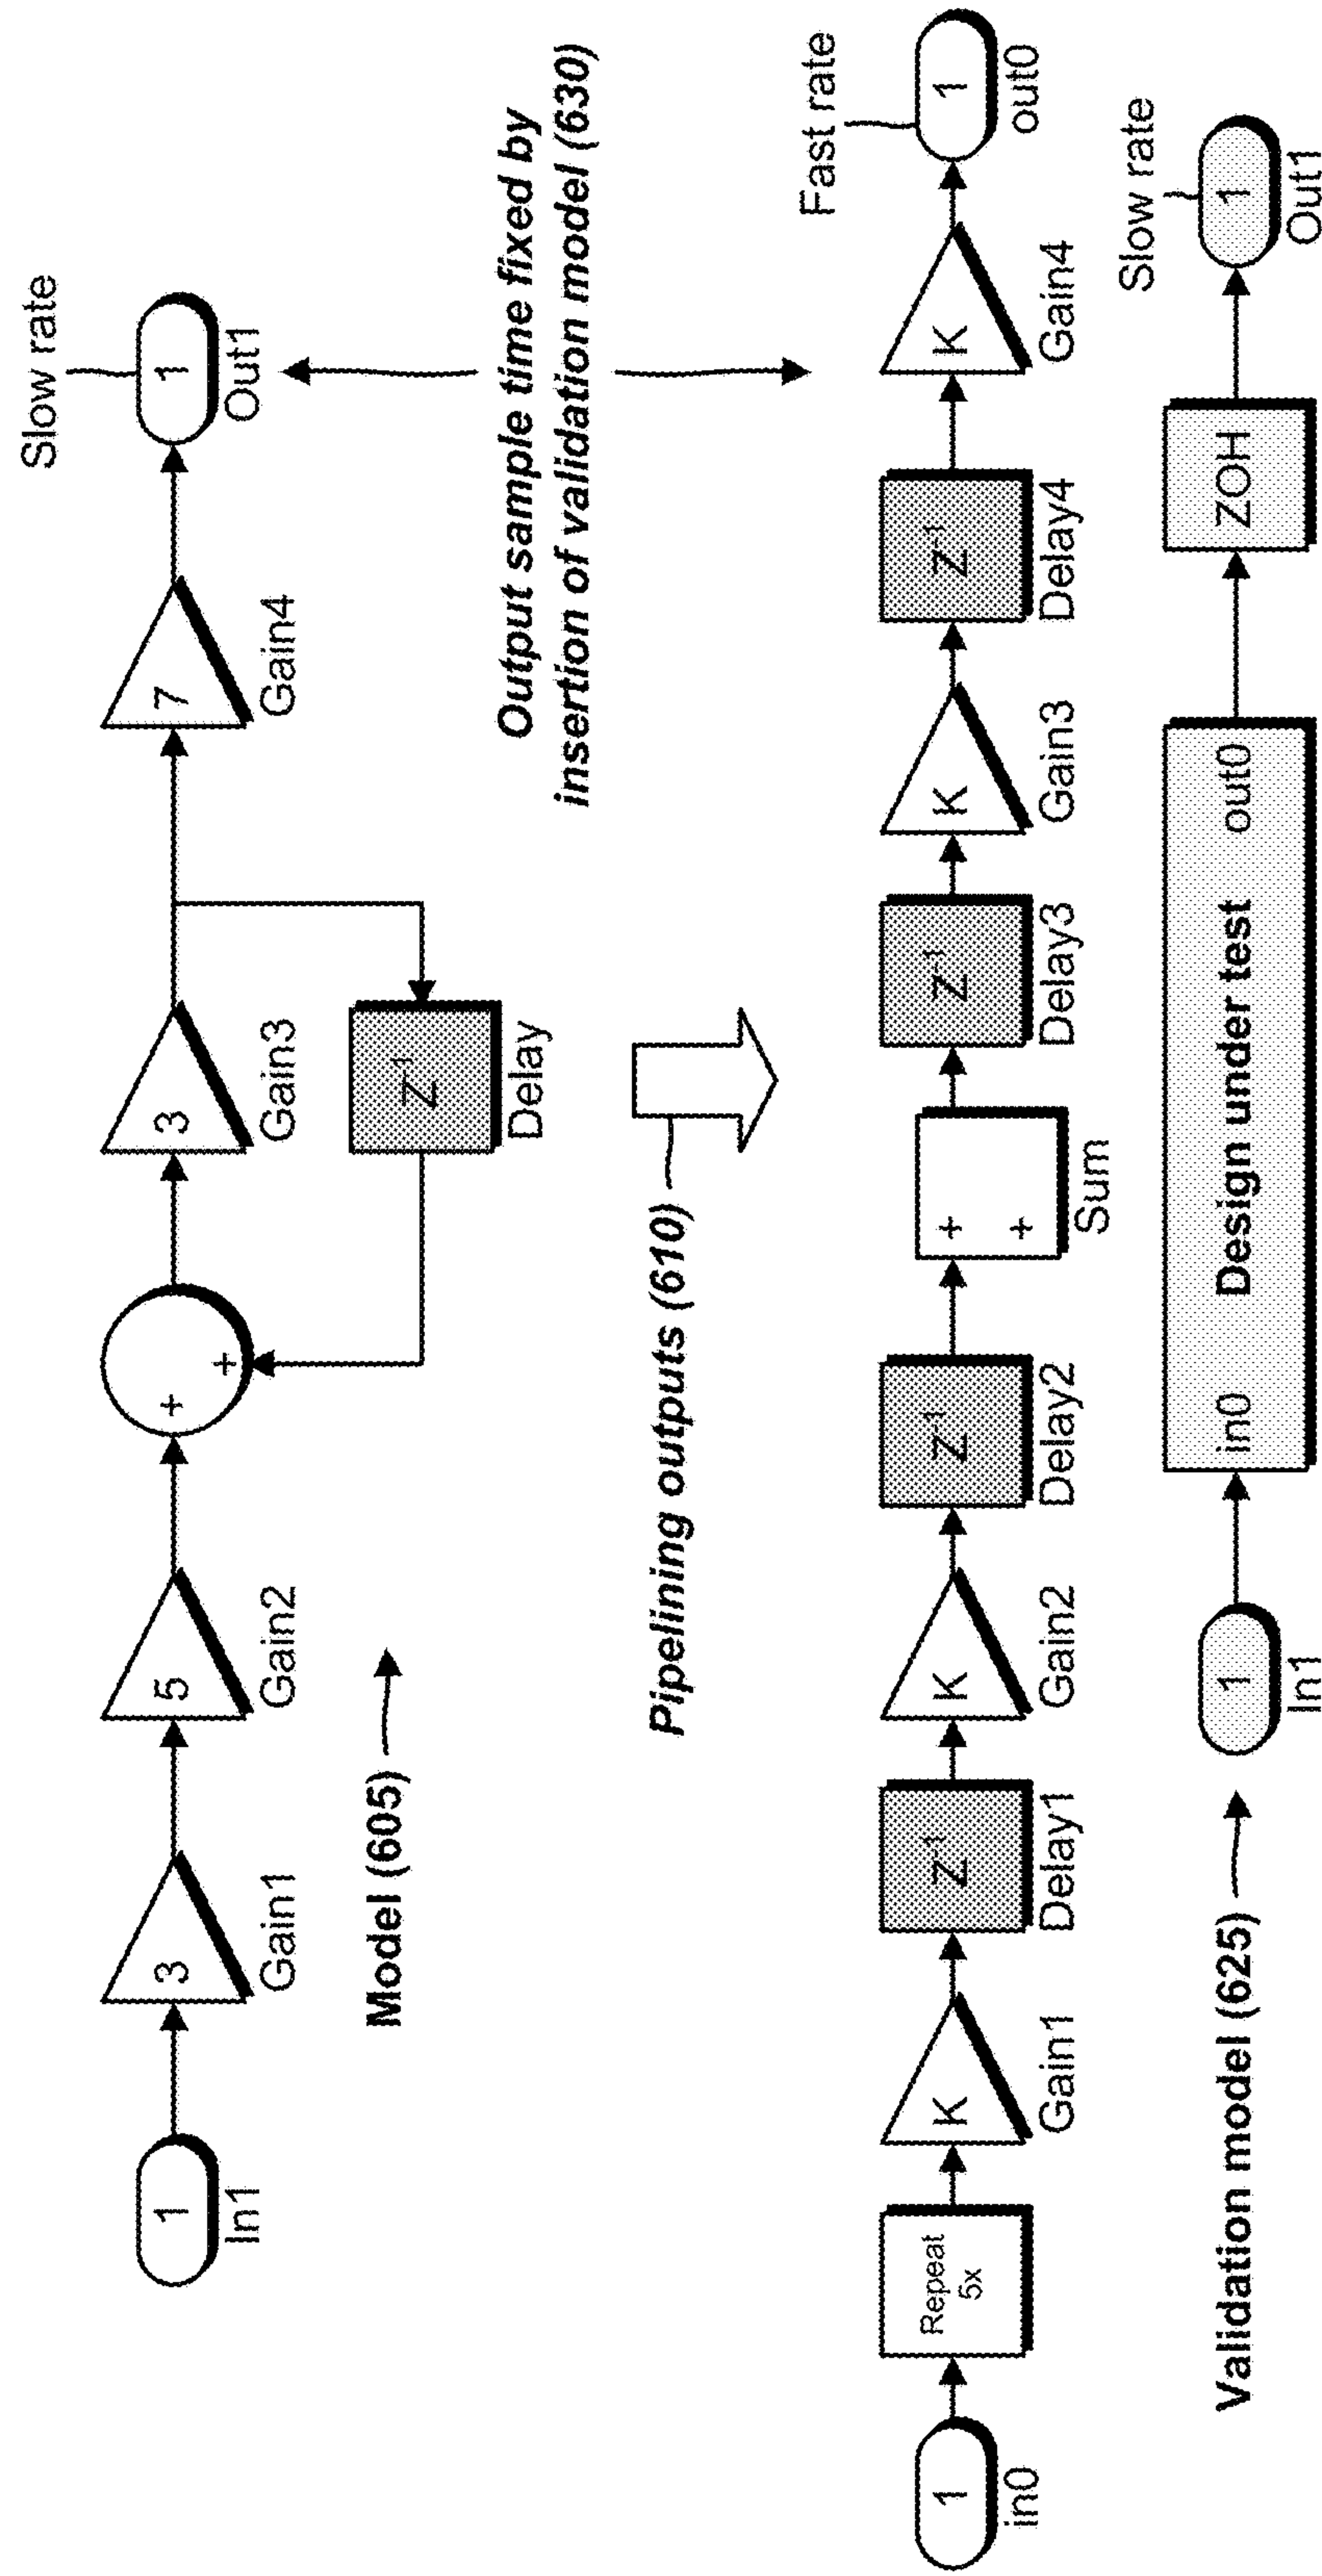 Slow rate
1
In1
3
Gain1
5
Gain2
+
+
3
Gain3
7
Gain4
1
Out1
Z-1
Delay
Model (605)
Output sample time fixed by
insertion of validation model (630)
Pipelining outputs (610)
Fast rate
1
in0
Repeat
5x
K
Gain1
Z-1
Delay1
K
Gain2
Z-1
Delay2
+
+
Sum
Z-1
Delay3
K
Gain3
Z-1
Delay4
K
Gain4
1
out0
Slow rate
Validation model (625)
1
In1
in0 Design under test out0
ZOH
1
Out1